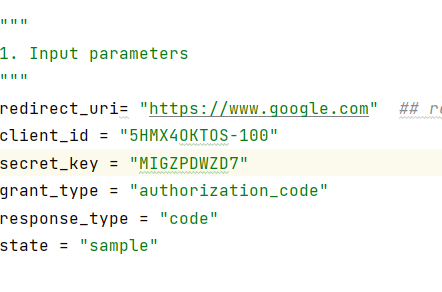 """
1. Input parameters
"""
redirect_uri= "https://www.google.com"  ##
client_id = "5HMX4OKTOS-100"
secret_key = "MIGZPDWZD7"
grant_type = "authorization_code"
response_type = "code"
state = "sample"